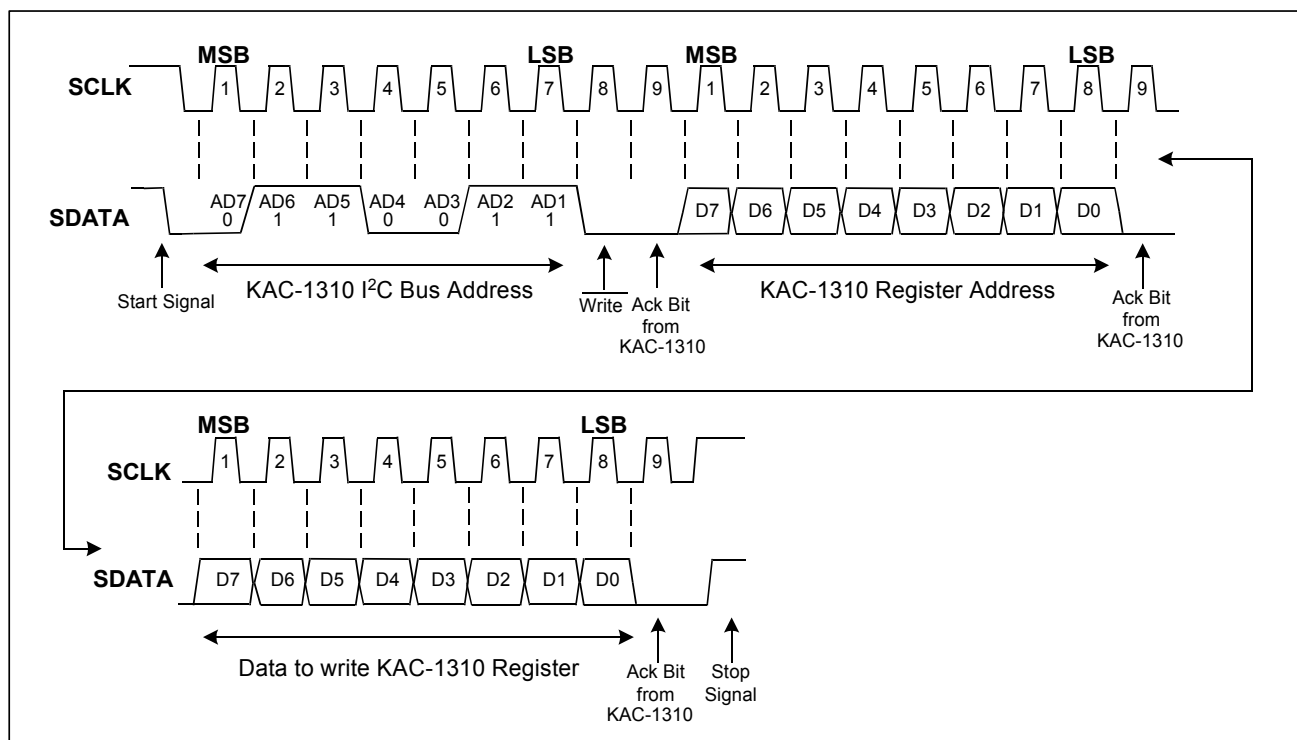 MSB LSB MSB LSB
SCLK 1 2 3 4 5 6 7 8 9 1 2 3 4 5 6 7 8 9
AD7 AD6 AD5 AD4 AD3 AD2 AD1
SDATA 0 1 1 0 0 1 1 D7 D6 D5 D4 D3 D2 D1 D0
Start Signal
KAC-1310 I²C Bus Address
Write
Ack Bit
from
KAC-1310
KAC-1310 Register Address
Ack Bit
from
KAC-1310
MSB LSB
SCLK 1 2 3 4 5 6 7 8 9
SDATA D7 D6 D5 D4 D3 D2 D1 D0
Data to write KAC-1310 Register
Ack Bit
from
KAC-1310
Stop
Signal